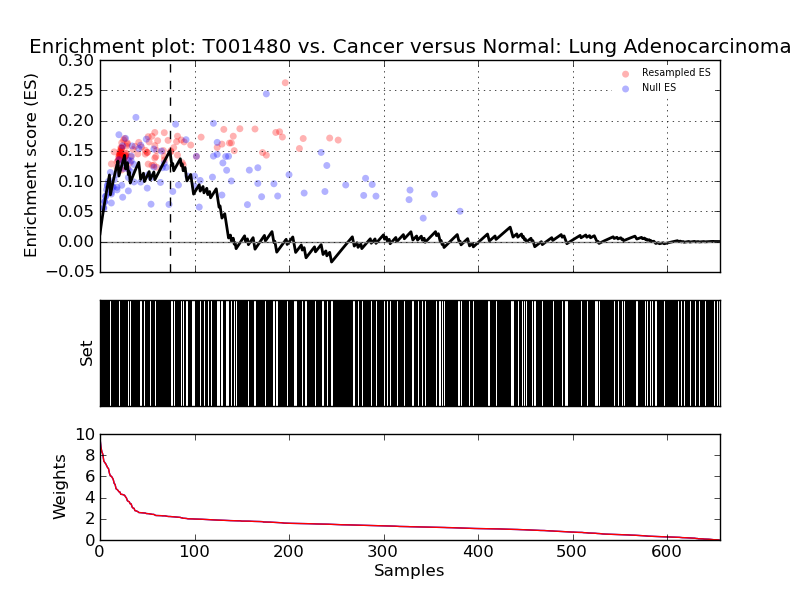 Enrichment plot: T001480 vs. Cancer versus Normal: Lung Adenocarcinoma
0.30
0.25
0.20
0.15
0.10
0.05
0.00
−0.05
Enrichment score (ES)
Resampled ES
Null ES
Set
10
8
6
4
2
0
Weights
0 100 200 300 400 500 600
Samples